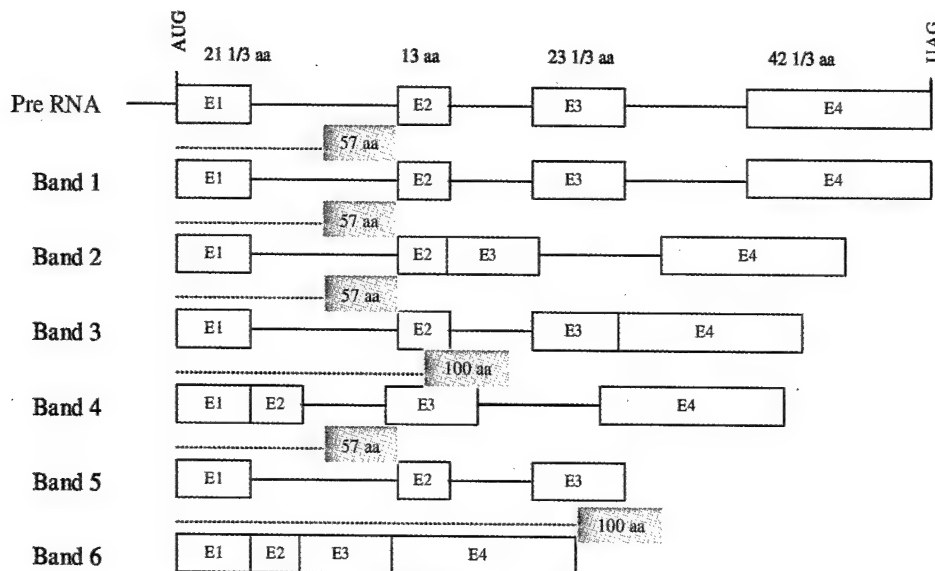 AUG
UAG
21 1/3 aa 13 aa 23 1/3 aa 42 1/3 aa
Pre RNA E1 E2 E3 E4
57 aa
Band 1 E1 E2 E3 E4
57 aa
Band 2 E1 E2 E3 E4
57 aa
Band 3 E1 E2 E3 E4
100 aa
Band 4 E1 E2 E3 E4
57 aa
Band 5 E1 E2 E3
100 aa
Band 6 E1 E2 E3 E4